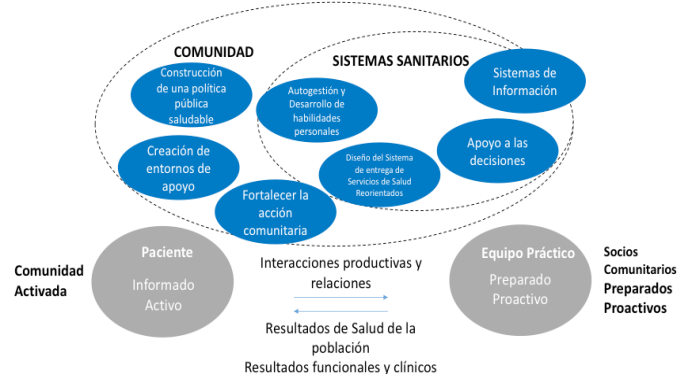 COMUNIDAD
SISTEMAS SANITARIOS
Construcción
de una política
pública
saludable
Autogestión y
Desarrollo de
habilidades
personales
Sistemas de
Información
Creación de
entornos de
apoyo
Diseño del Sistema
de entrega de
Servicios de Salud
Reorientados
Apoyo a las
decisiones
Fortalecer la
acción
comunitaria
Comunidad
Activada
Paciente
Informado
Activo
Interacciones productivas y
relaciones
Resultados de Salud de la
población
Resultados funcionales y clínicos
Equipo Práctico
Preparado
Proactivo
Socios
Comunitarios
Preparados
Proactivos